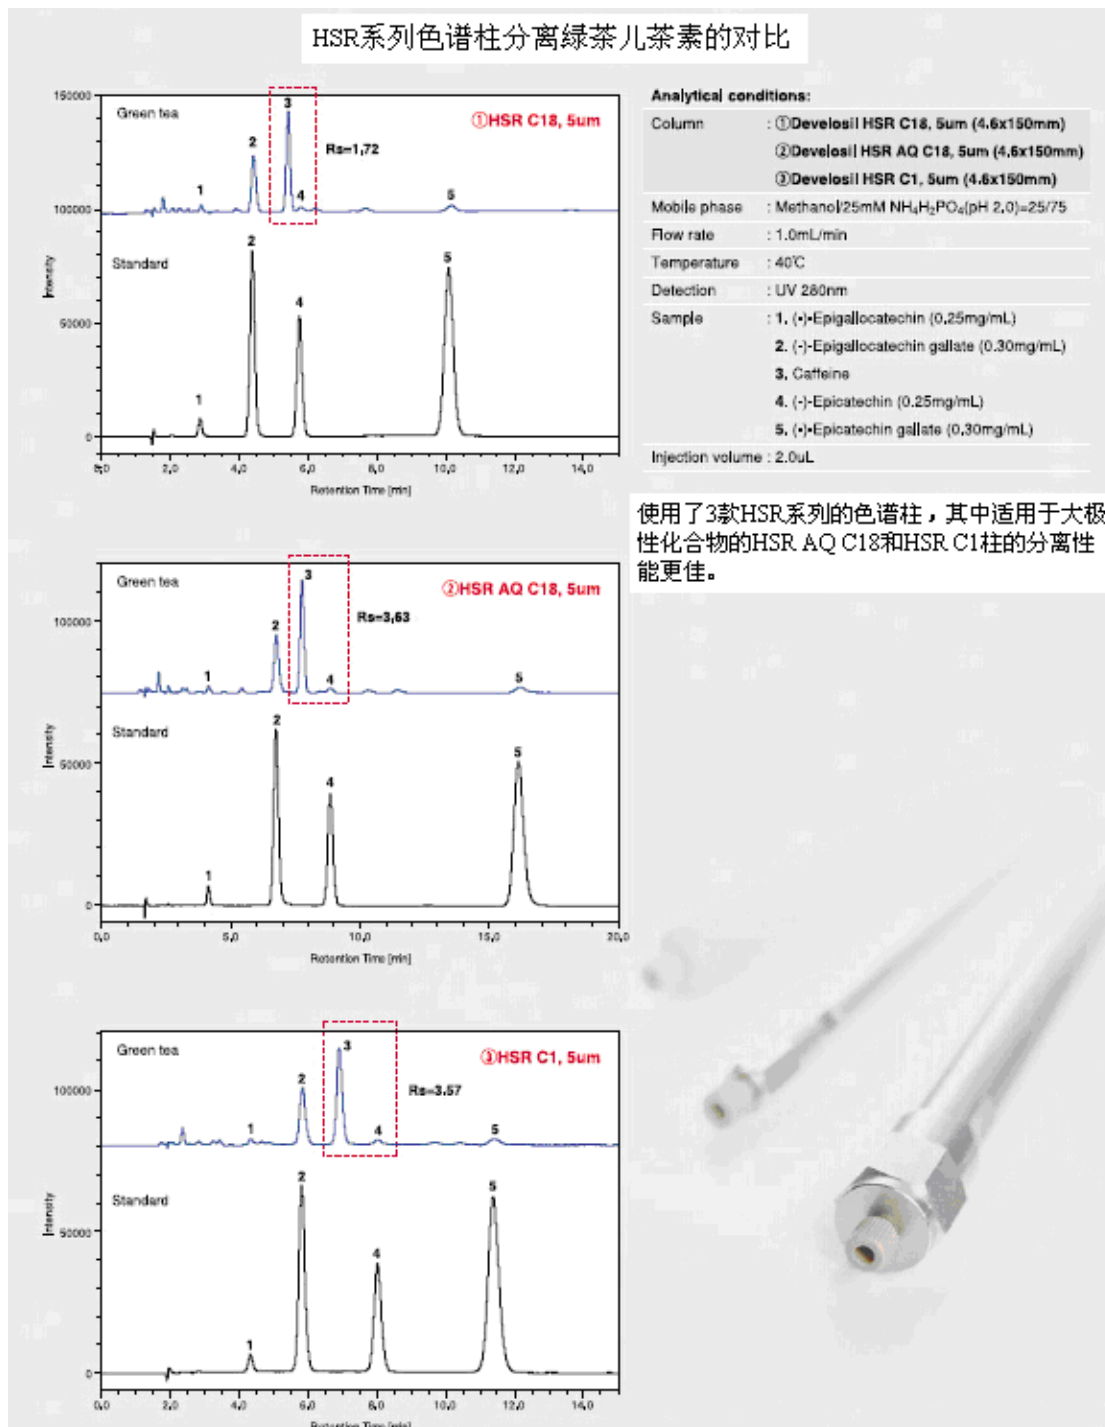 HSR系列色谱柱分离绿茶儿茶素的对比
150000
Green tea
3
①HSR C18, 5um
2
Rs=1,72
1
4
5
100000
2
Standard
5
Intensity
50000
4
1
0
0,0 2,0 4,0 6,0 8,0 10,0 12,0 14,0
Retention Time [min]
Analytical conditions:
Column : ①Develosil HSR C18, 5um (4.6x150mm)
②Develosil HSR AQ C18, 5um (4.6x150mm)
③Develosil HSR C1, 5um (4.6x150mm)
Mobile phase : Methanol/25mM NH₄H₂PO₄(pH 2.0)=25/75
Flow rate : 1.0mL/min
Temperature : 40℃
Detection : UV 280nm
Sample : 1. (-)-Epigallocatechin (0.25mg/mL)
2. (-)-Epigallocatechin gallate (0.30mg/mL)
3. Caffeine
4. (-)-Epicatechin (0.25mg/mL)
5. (-)-Epicatechin gallate (0.30mg/mL)
Injection volume : 2.0uL
使用了3款HSR系列的色谱柱，其中适用于大极
性化合物的HSR AQ C18和HSR C1柱的分离性
能更佳。
Green tea
3
②HSR AQ C18, 5um
100000
2
Rs=3,63
1
4
5
2
Standard
5
Intensity
50000
4
1
0
0,0 5,0 10,0 15,0 20,0
Retention Time [min]
Green tea
3
③HSR C1, 5um
2
Rs=3.57
100000
1
4
5
2
Standard
5
Intensity
50000
4
1
0
0,0 2,0 4,0 6,0 8,0 10,0 12,0 14,0
Retention Time [min]